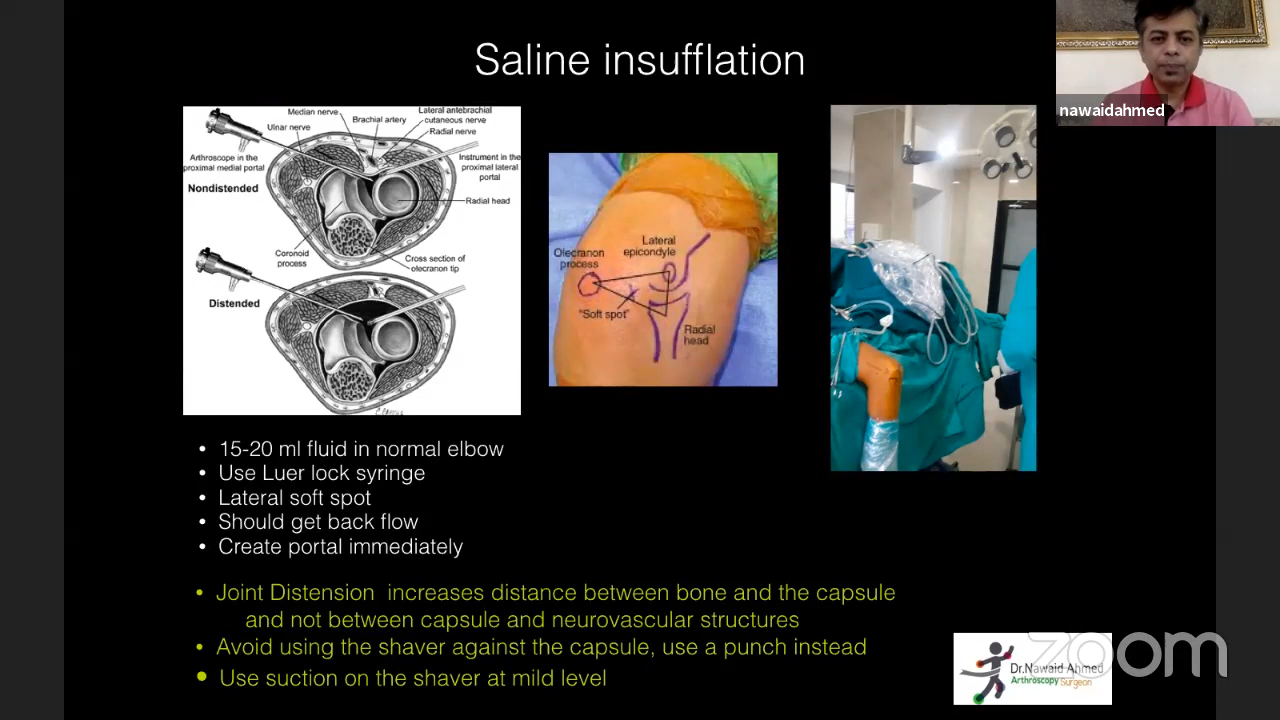 Saline insufflation
nawaidahmed
Median nerve
Lateral antebrachial
cutaneous nerve
Ulnar nerve
Brachial artery
Radial nerve
Arthroscope in the
proximal medial portal
Instrument in the
proximal lateral
portal
Nondistended
Radial head
Coronoid
process
Cross section of
olecranon tip
Distended
Lateral
epicondyle
Olecranon
process
"Soft spot"
Radial
head
• 15-20 ml fluid in normal elbow
• Use Luer lock syringe
• Lateral soft spot
• Should get back flow
• Create portal immediately
• Joint Distension increases distance between bone and the capsule
and not between capsule and neurovascular structures
• Avoid using the shaver against the capsule, use a punch instead
• Use suction on the shaver at mild level
zoom
Dr.Nawaid Ahmed
Arthroscopy Surgeon